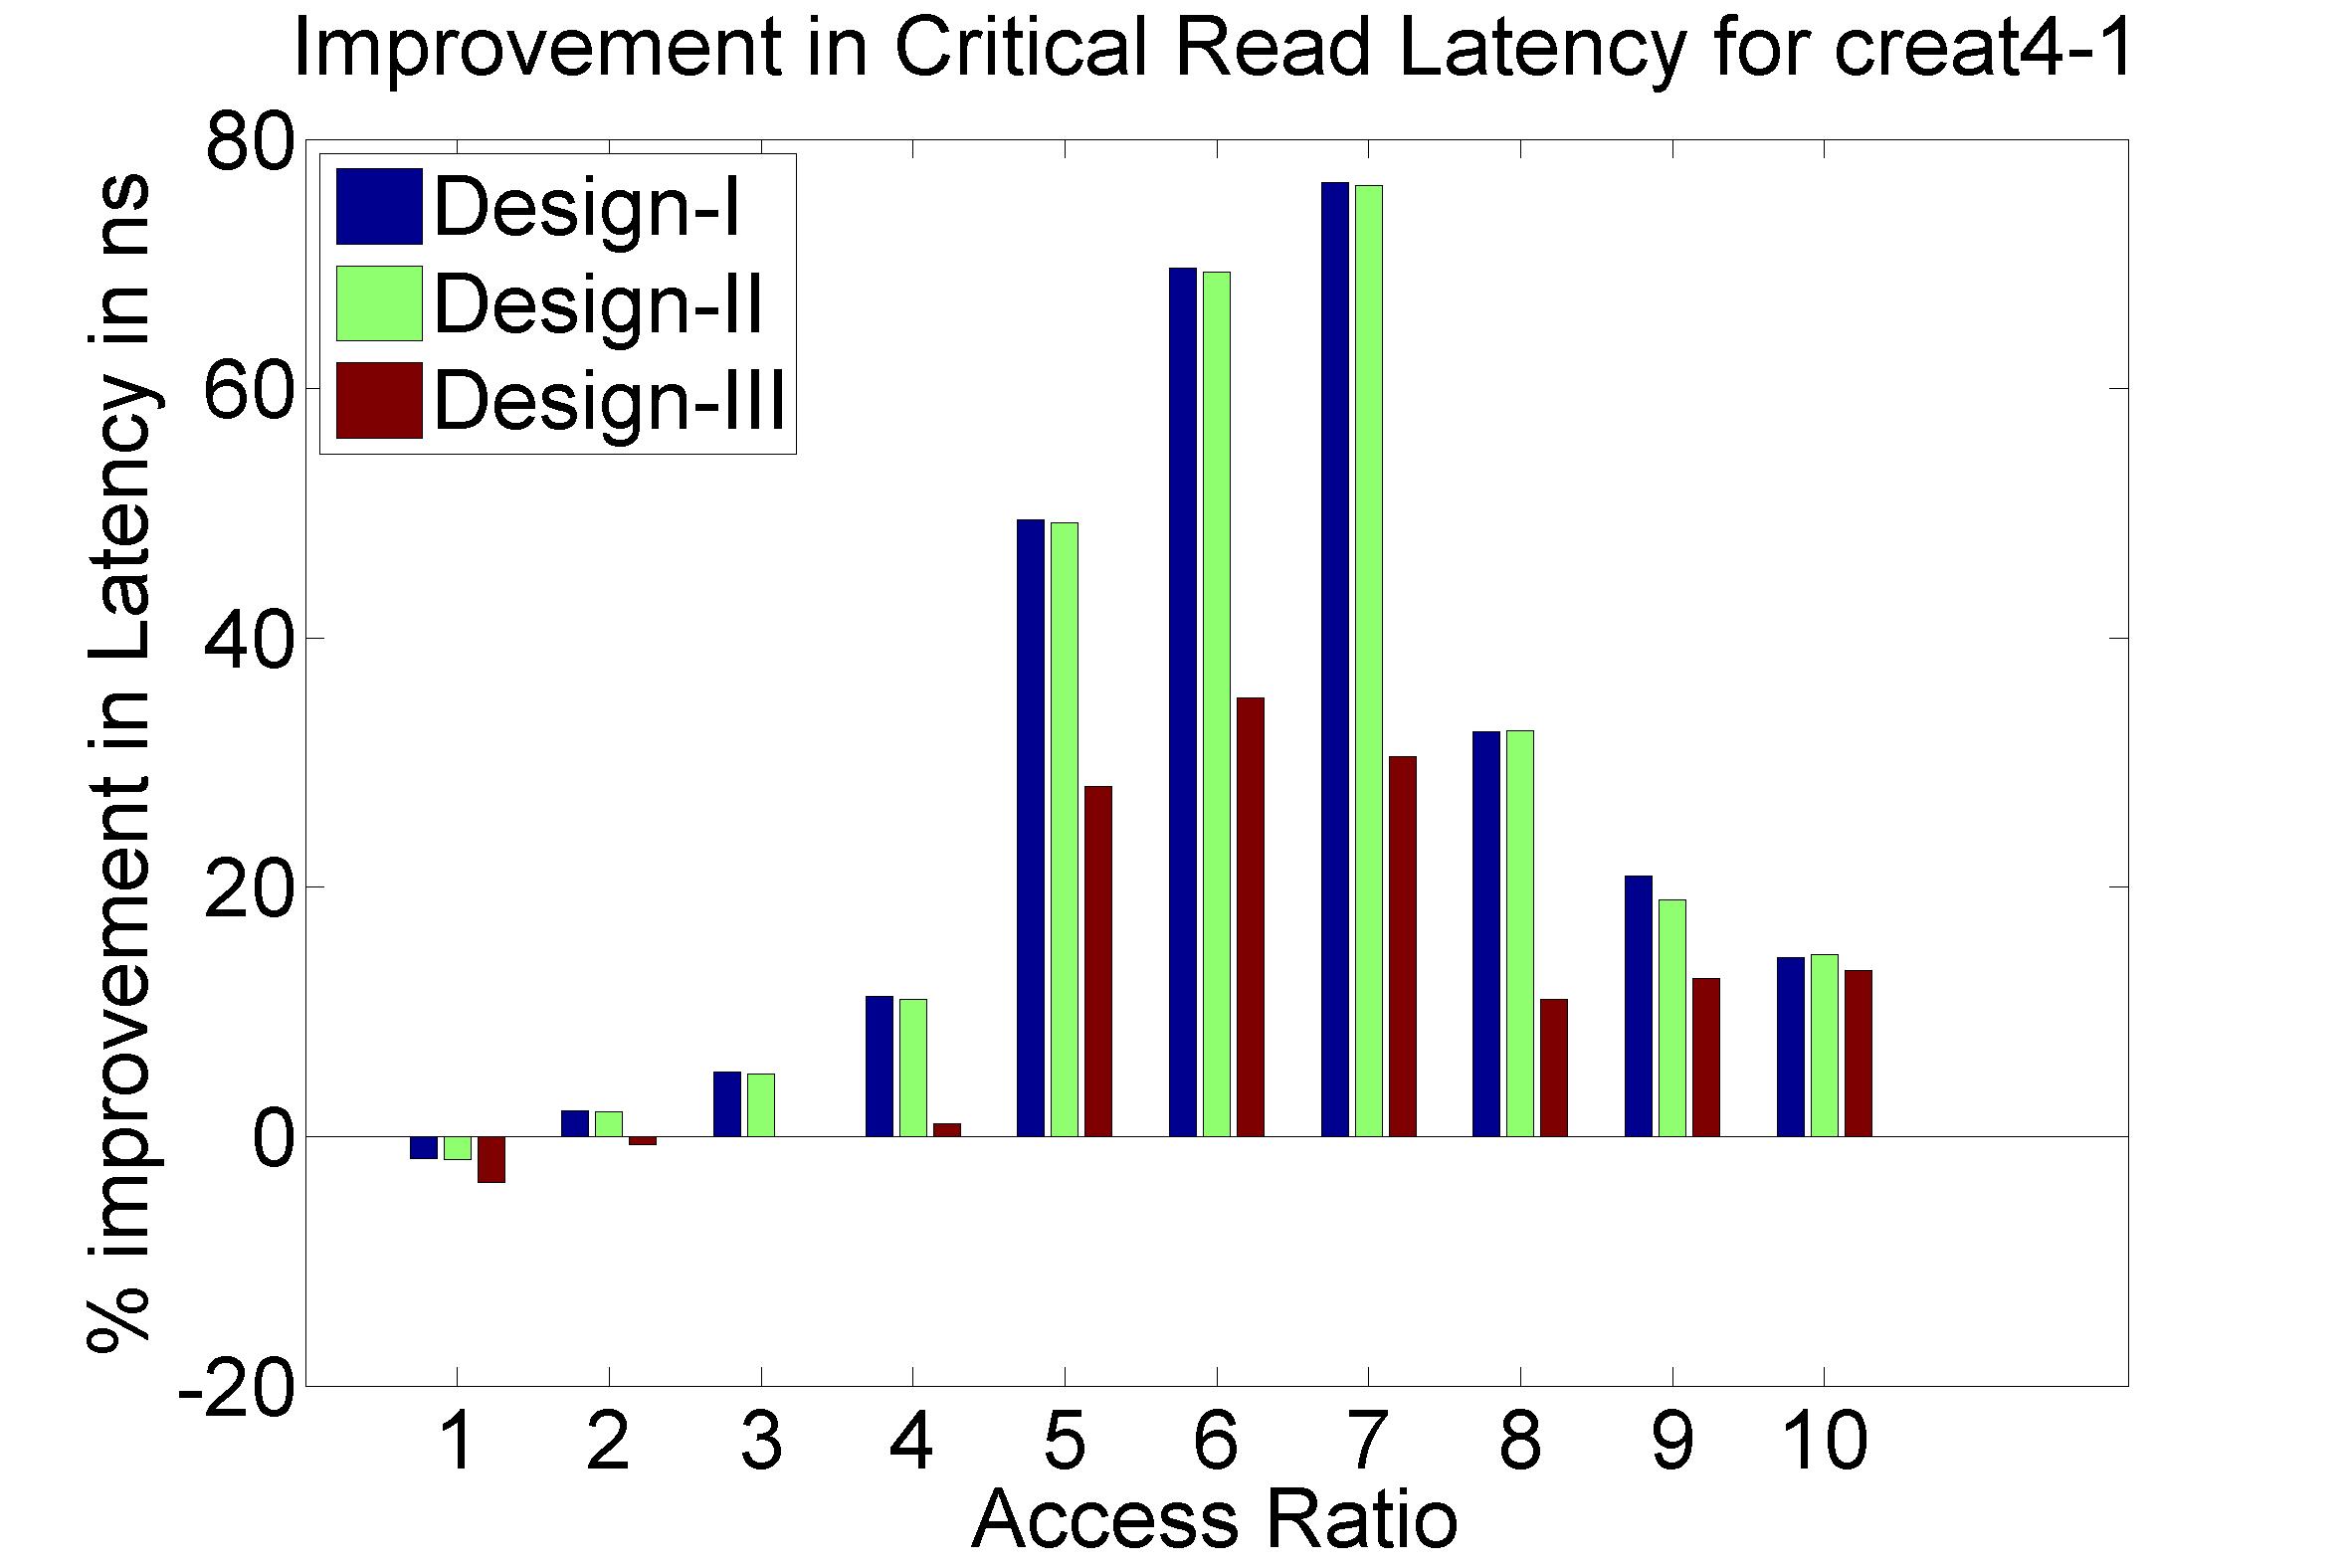 Improvement in Critical Read Latency for creat4-1
% improvement in Latency in ns
80
60
40
20
0
-20
Design-I
Design-II
Design-III
1 2 3 4 5 6 7 8 9 10
Access Ratio